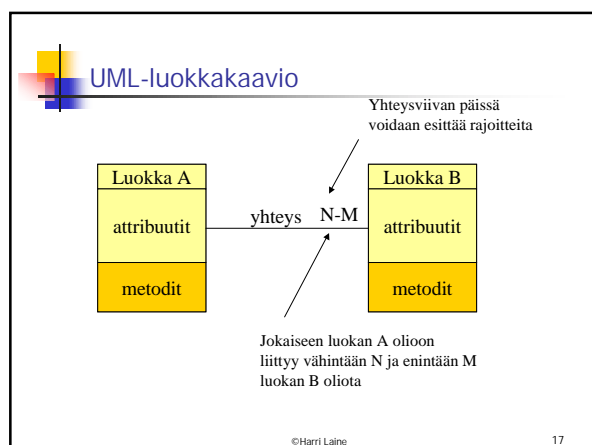 UML-luokkakaavio
Yhteysviivan päissä
voidaan esittää rajoitteita
Luokka A
attribuutit
metodit
yhteys N-M
Luokka B
attribuutit
metodit
Jokaiseen luokan A olioon
liittyy vähintään N ja enintään M
luokan B oliota
©Harri Laine
17